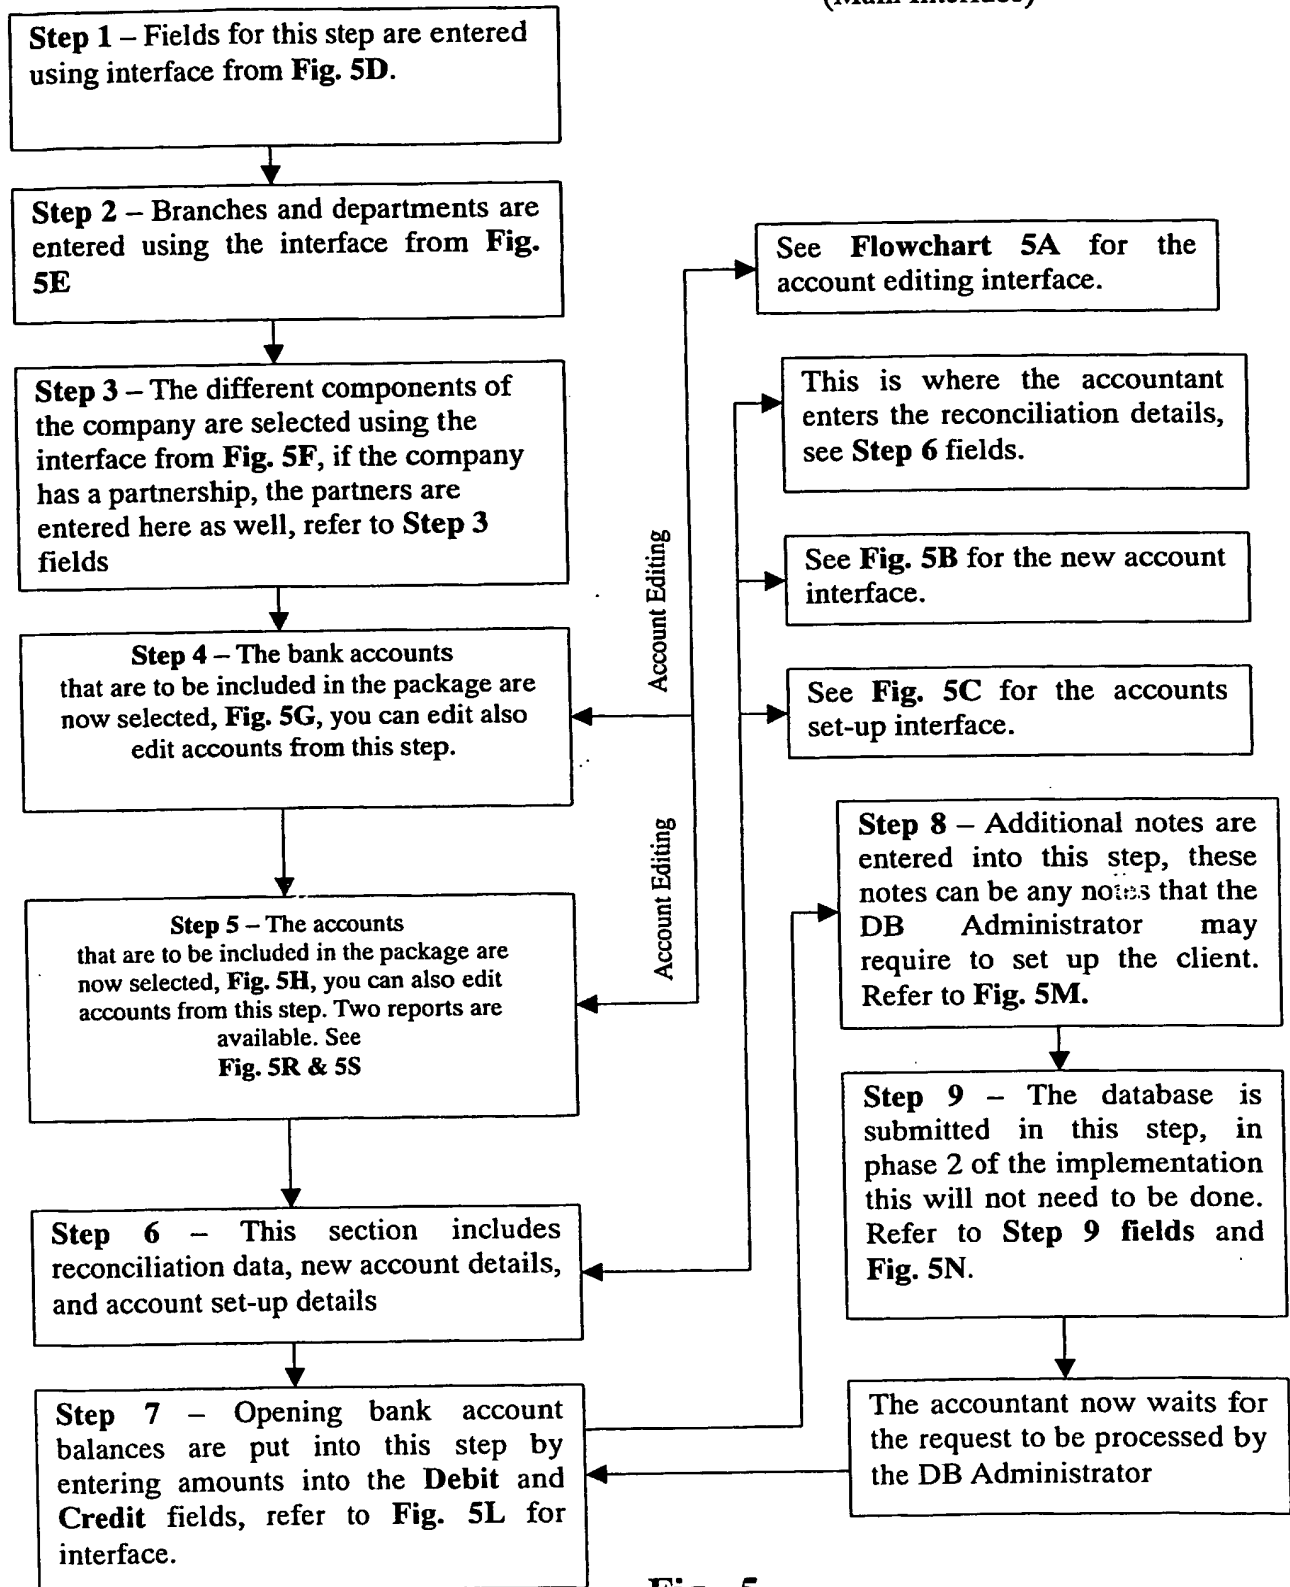 (Main Interface)
Step 1 – Fields for this step are entered
using interface from Fig. 5D.
Step 2 – Branches and departments are
entered using the interface from Fig.
5E
Step 3 – The different components of
the company are selected using the
interface from Fig. 5F, if the company
has a partnership, the partners are
entered here as well, refer to Step 3
fields
Step 4 – The bank accounts
that are to be included in the package are
now selected, Fig. 5G, you can edit also
edit accounts from this step.
Step 5 – The accounts
that are to be included in the package are
now selected, Fig. 5H, you can also edit
accounts from this step. Two reports are
available. See
Fig. 5R & 5S
Step 6 – This section includes
reconciliation data, new account details,
and account set-up details
Step 7 – Opening bank account
balances are put into this step by
entering amounts into the Debit and
Credit fields, refer to Fig. 5L for
interface.
Account Editing
Account Editing
See Flowchart 5A for the
account editing interface.
This is where the accountant
enters the reconciliation details,
see Step 6 fields.
See Fig. 5B for the new account
interface.
See Fig. 5C for the accounts
set-up interface.
Step 8 – Additional notes are
entered into this step, these
notes can be any notes that the
DB Administrator may
require to set up the client.
Refer to Fig. 5M.
Step 9 – The database is
submitted in this step, in
phase 2 of the implementation
this will not need to be done.
Refer to Step 9 fields and
Fig. 5N.
The accountant now waits for
the request to be processed by
the DB Administrator
Fig. 5